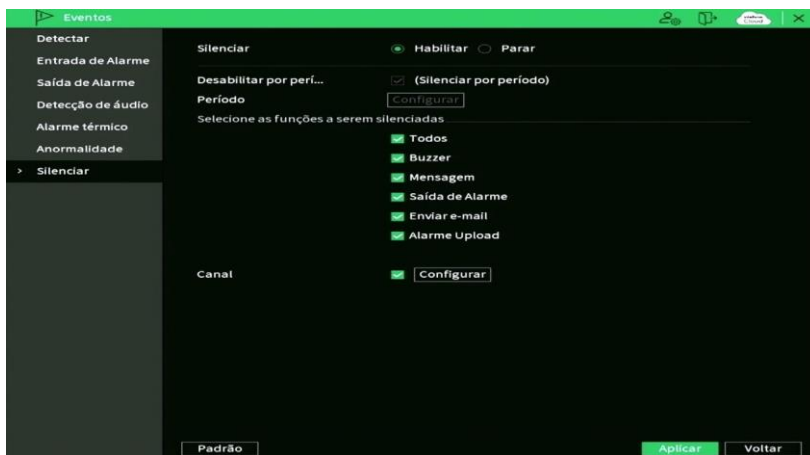 Eventos
intelbras Cloud
×
Detectar
Entrada de Alarme
Saída de Alarme
Detecção de áudio
Alarme térmico
Anormalidade
> Silenciar
Silenciar Habilitar Parar
Desabilitar por perí... (Silenciar por período)
Período Configurar
Selecione as funções a serem silenciadas
Todos
Buzzer
Mensagem
Saída de Alarme
Enviar e-mail
Alarme Upload
Canal Configurar
Padrão Aplicar Voltar